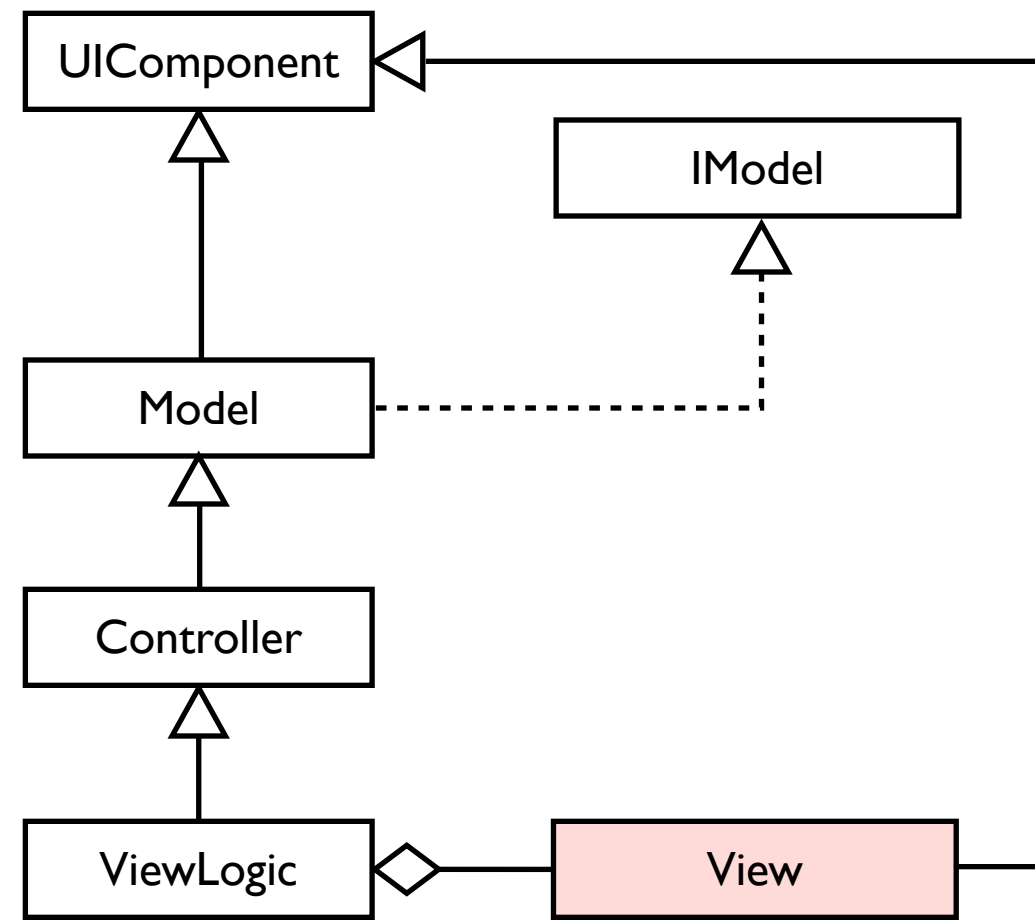 UIComponent
IModel
Model
Controller
ViewLogic
View